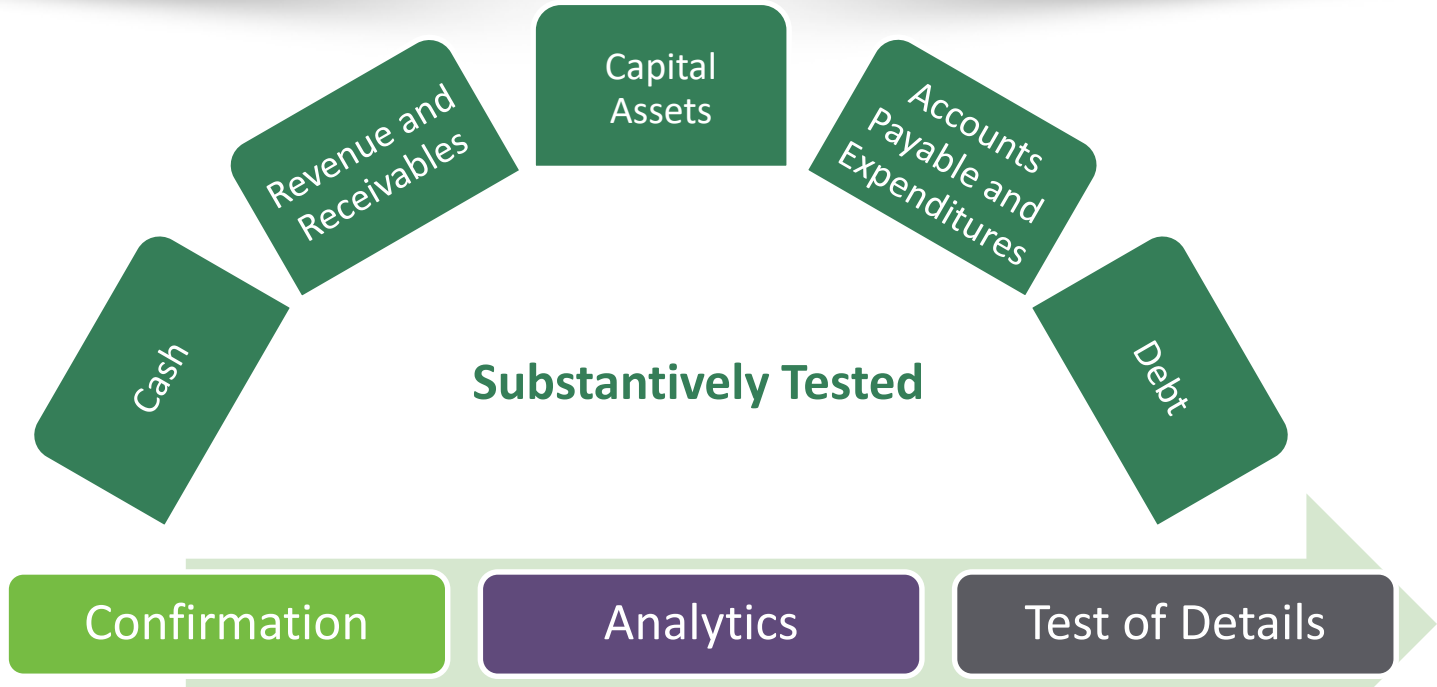 Capital
Assets
Revenue and
Receivables
Accounts
Payable and
Expenditures
Cash
Debt
Substantively Tested
Confirmation
Analytics
Test of Details